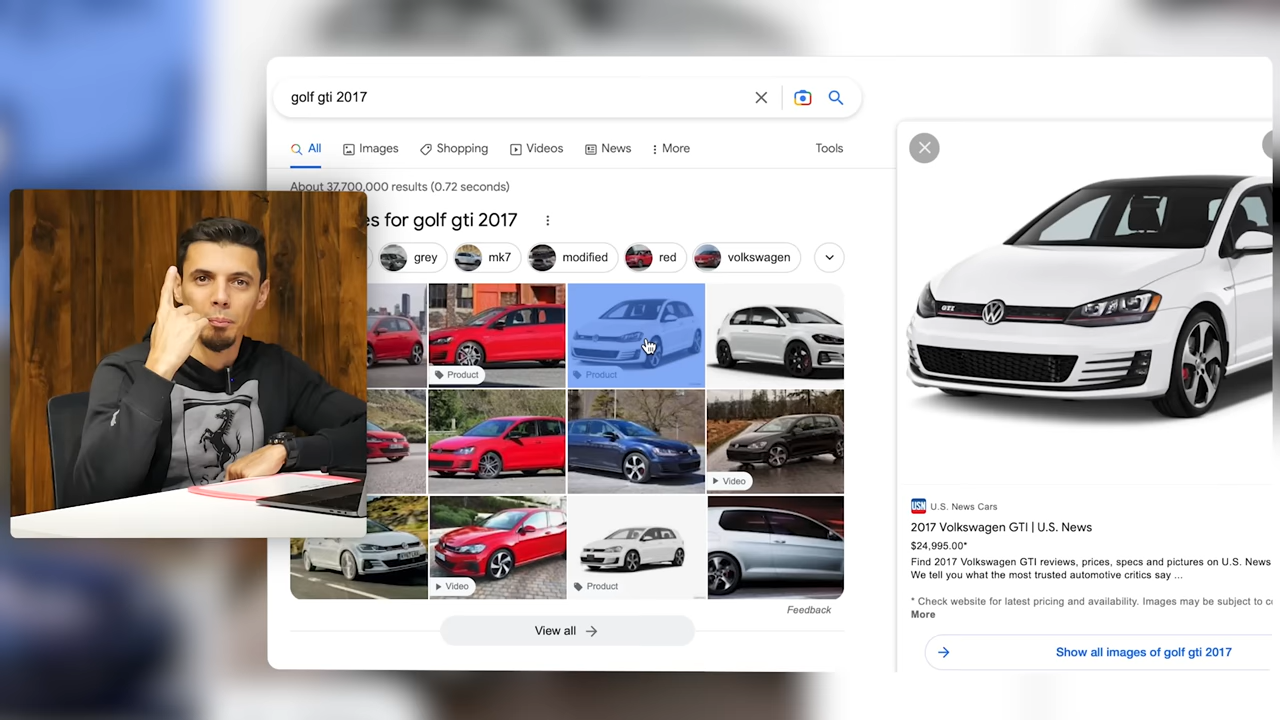 golf gti 2017
All
Images
Shopping
Videos
News
More
Tools
About 37,700,000 results (0.72 seconds)
es for golf gti 2017
grey
mk7
modified
red
volkswagen
Product
Product
Video
Video
Product
Feedback
View all
GTI
USN
U.S. News Cars
2017 Volkswagen GTI | U.S. News
$24,995.00*
Find 2017 Volkswagen GTI reviews, prices, specs and pictures on U.S. News
We tell you what the most trusted automotive critics say ...
* Check website for latest pricing and availability. Images may be subject to
More
Show all images of golf gti 2017